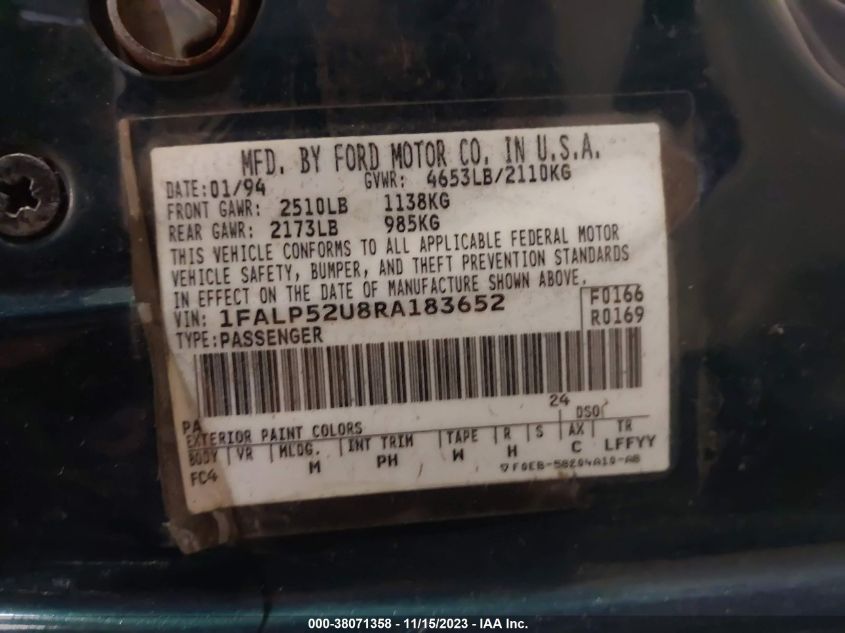 MFD. BY FORD MOTOR CO. IN U.S.A.
DATE: 01/94 GVWR: 4653LB/2110KG
FRONT GAWR: 2510LB 1138KG
REAR GAWR: 2173LB 985KG
THIS VEHICLE CONFORMS TO ALL APPLICABLE FEDERAL MOTOR
VEHICLE SAFETY, BUMPER, AND THEFT PREVENTION STANDARDS
IN EFFECT ON THE DATE OF MANUFACTURE SHOWN ABOVE.
VIN: 1FALP52U8RA183652 F0166
TYPE: PASSENGER R0169
24
PA DSO
EXTERIOR PAINT COLORS
BODY VR MLDG. INT TRIM TAPE R S AX TR
FC4 M PH W H C LFFYY
F0EB-58204A10-AB
000-38071358 - 11/15/2023 - IAA Inc.